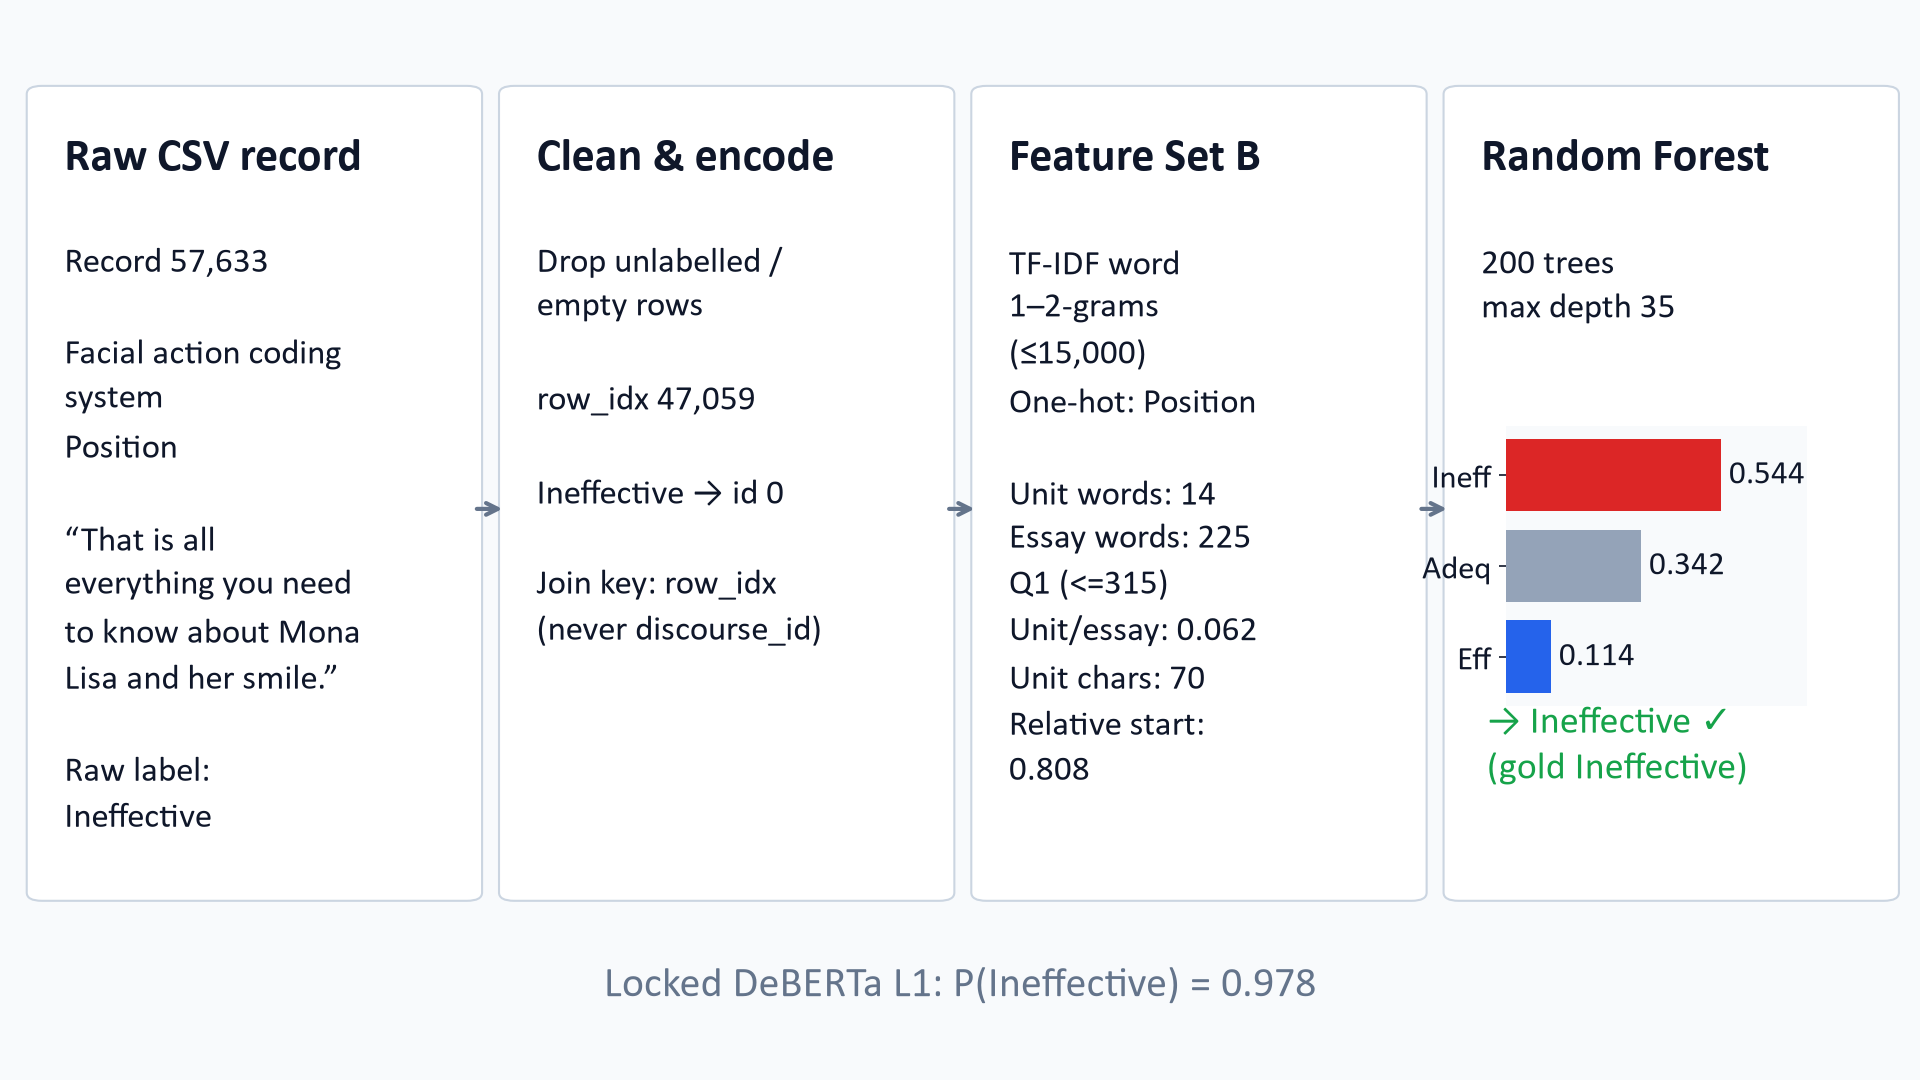 Raw CSV record
Record 57,633
Facial action coding
system
Position
“That is all
everything you need
to know about Mona
Lisa and her smile.”
Raw label:
Ineffective
Clean & encode
Drop unlabelled /
empty rows
row_idx 47,059
Ineffective → id 0
Join key: row_idx
(never discourse_id)
Feature Set B
TF-IDF word
1–2-grams
(≤15,000)
One-hot: Position
Unit words: 14
Essay words: 225
Q1 (<=315)
Unit/essay: 0.062
Unit chars: 70
Relative start:
0.808
Random Forest
200 trees
max depth 35
Ineff 0.544
Adeq 0.342
Eff 0.114
→ Ineffective ✓
(gold Ineffective)
Locked DeBERTa L1: P(Ineffective) = 0.978